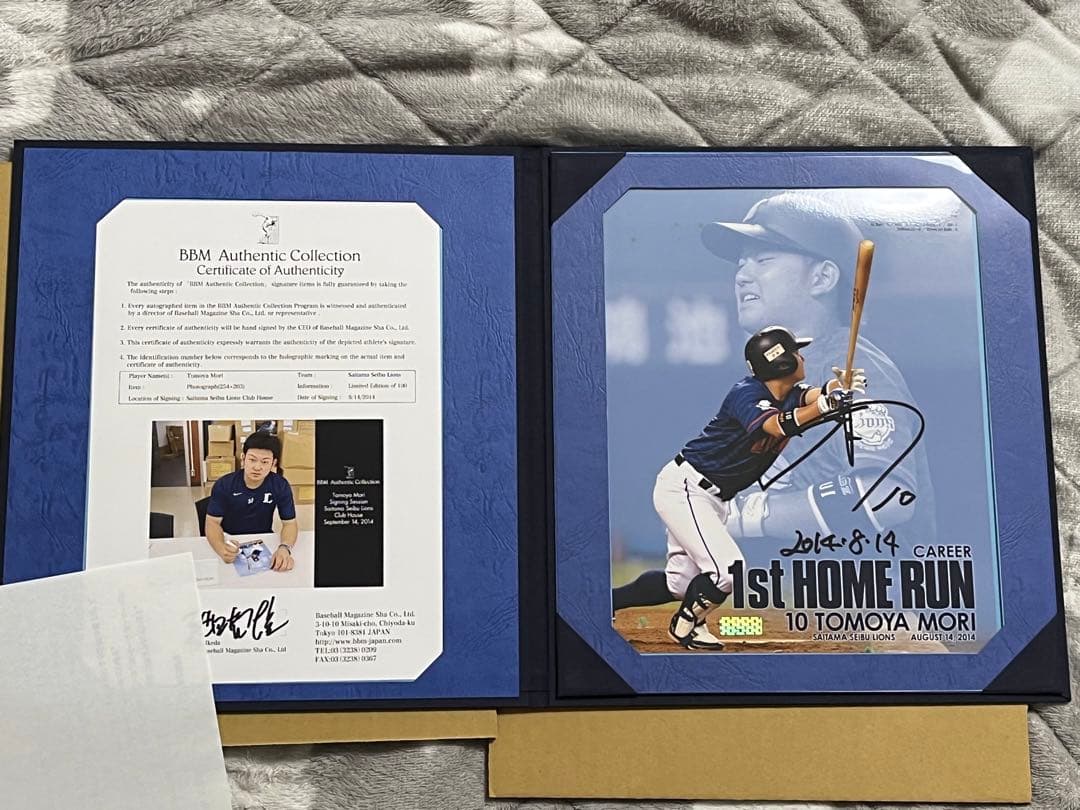 BBM Authentic Collection
Certificate of Authenticity
The authenticity of 「BBM Authentic Collection」 signature items is fully guaranteed by taking the
following steps :
1. Every autographed item in the BBM Authentic Collection Program is witnessed and authenticated
by a director of Baseball Magazine Sha Co., Ltd. or representative .
2. Every certificate of authenticity will be hand signed by the CEO of Baseball Magazine Sha Co., Ltd.
3. This certificate of authenticity expressly warrants the authenticity of the depicted athlete's signature.
4. The identification number below corresponds to the holographic marking on the actual item and
certificate of authenticity.
Player Name(s) : Tomoya Mori Team : Saitama Seibu Lions
Item : Photograph(254×203) Information : Limited Edition of 100
Location of Signing : Saitama Seibu Lions Club House Date of Signing : 9/14/2014
BBM Authentic Collection
Tomoya Mori
Signing Session
Saitama Seibu Lions
Club House
September 14, 2014
Ikeda
Baseball Magazine Sha Co., Ltd
Baseball Magazine Sha Co., Ltd.
3-10-10 Misaki-cho, Chiyoda-ku
Tokyo 101-8381 JAPAN
http://www.bbm-japan.com
TEL:03 (3238) 0209
FAX:03 (3238) 0367
Lions
10
10
2014.8.14
CAREER
1st HOME RUN
10 TOMOYA MORI
SAITAMA SEIBU LIONS AUGUST 14, 2014